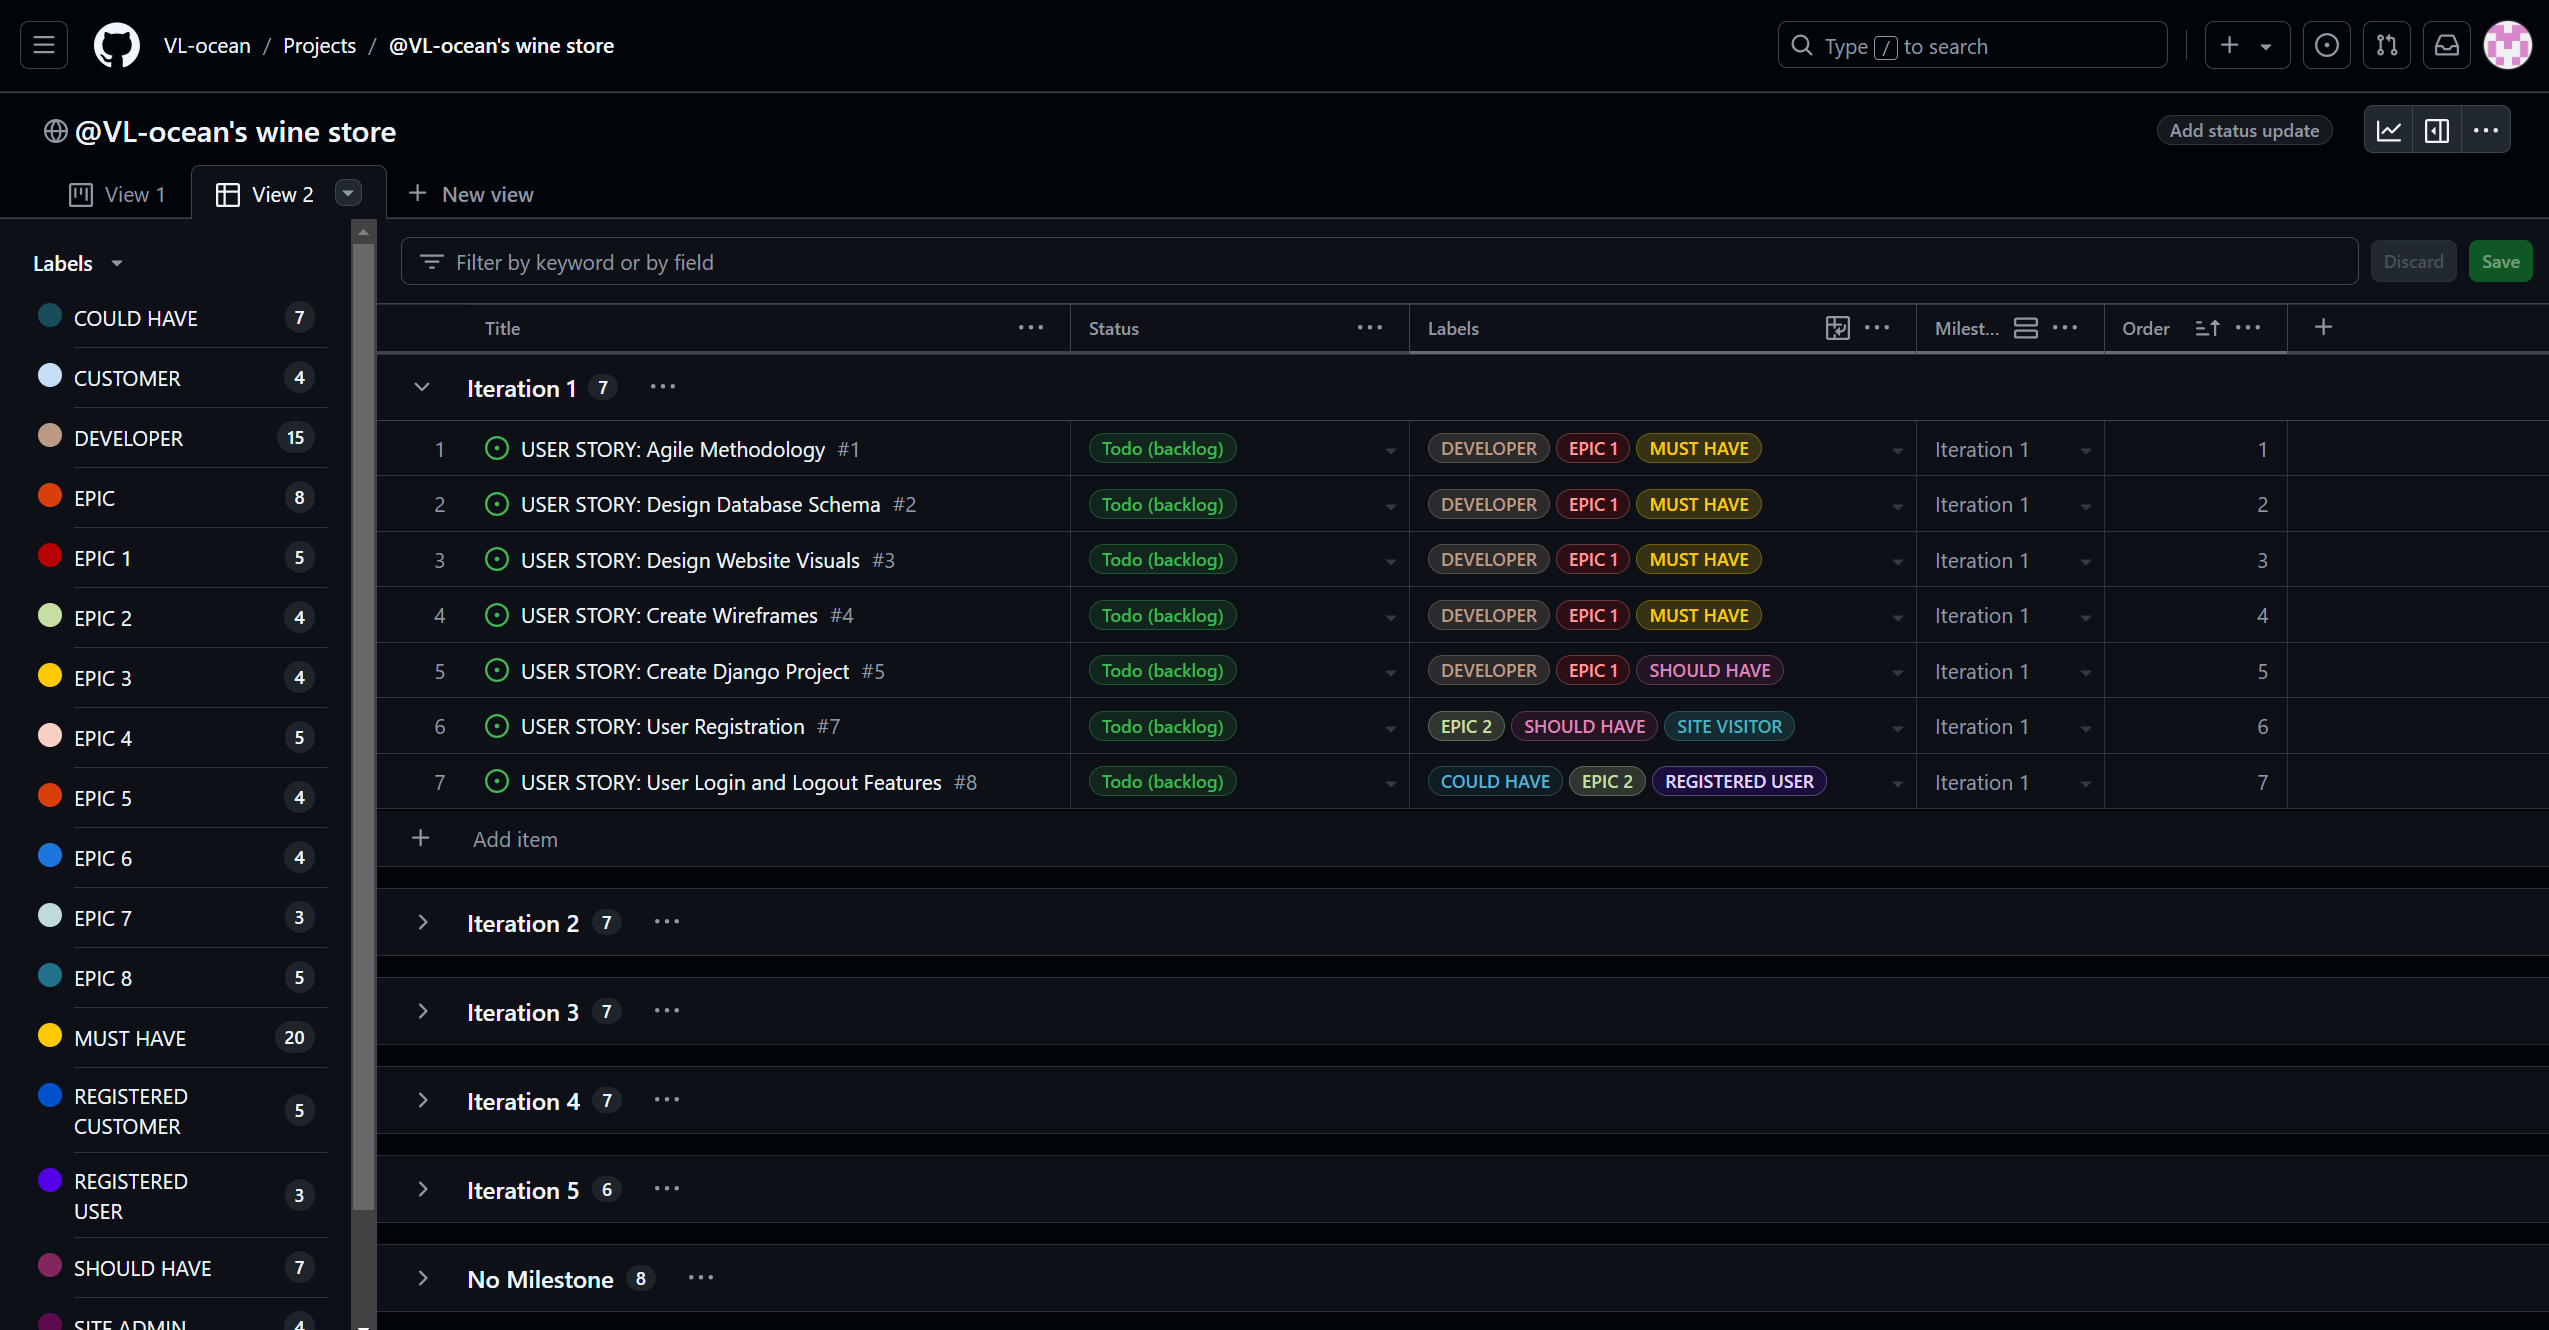 VL-ocean / Projects / @VL-ocean's wine store
Type / to search
@VL-ocean's wine store
Add status update
View 1
View 2
New view
Labels
COULD HAVE 7
CUSTOMER 4
DEVELOPER 15
EPIC 8
EPIC 1 5
EPIC 2 4
EPIC 3 4
EPIC 4 5
EPIC 5 4
EPIC 6 4
EPIC 7 3
EPIC 8 5
MUST HAVE 20
REGISTERED
CUSTOMER 5
REGISTERED
USER 3
SHOULD HAVE 7
SITE ADMIN 4
Filter by keyword or by field
Discard
Save
Title Status Labels Milest... Order
Iteration 1 7
1 USER STORY: Agile Methodology #1 Todo (backlog) DEVELOPER EPIC 1 MUST HAVE Iteration 1 1
2 USER STORY: Design Database Schema #2 Todo (backlog) DEVELOPER EPIC 1 MUST HAVE Iteration 1 2
3 USER STORY: Design Website Visuals #3 Todo (backlog) DEVELOPER EPIC 1 MUST HAVE Iteration 1 3
4 USER STORY: Create Wireframes #4 Todo (backlog) DEVELOPER EPIC 1 MUST HAVE Iteration 1 4
5 USER STORY: Create Django Project #5 Todo (backlog) DEVELOPER EPIC 1 SHOULD HAVE Iteration 1 5
6 USER STORY: User Registration #7 Todo (backlog) EPIC 2 SHOULD HAVE SITE VISITOR Iteration 1 6
7 USER STORY: User Login and Logout Features #8 Todo (backlog) COULD HAVE EPIC 2 REGISTERED USER Iteration 1 7
Add item
Iteration 2 7
Iteration 3 7
Iteration 4 7
Iteration 5 6
No Milestone 8